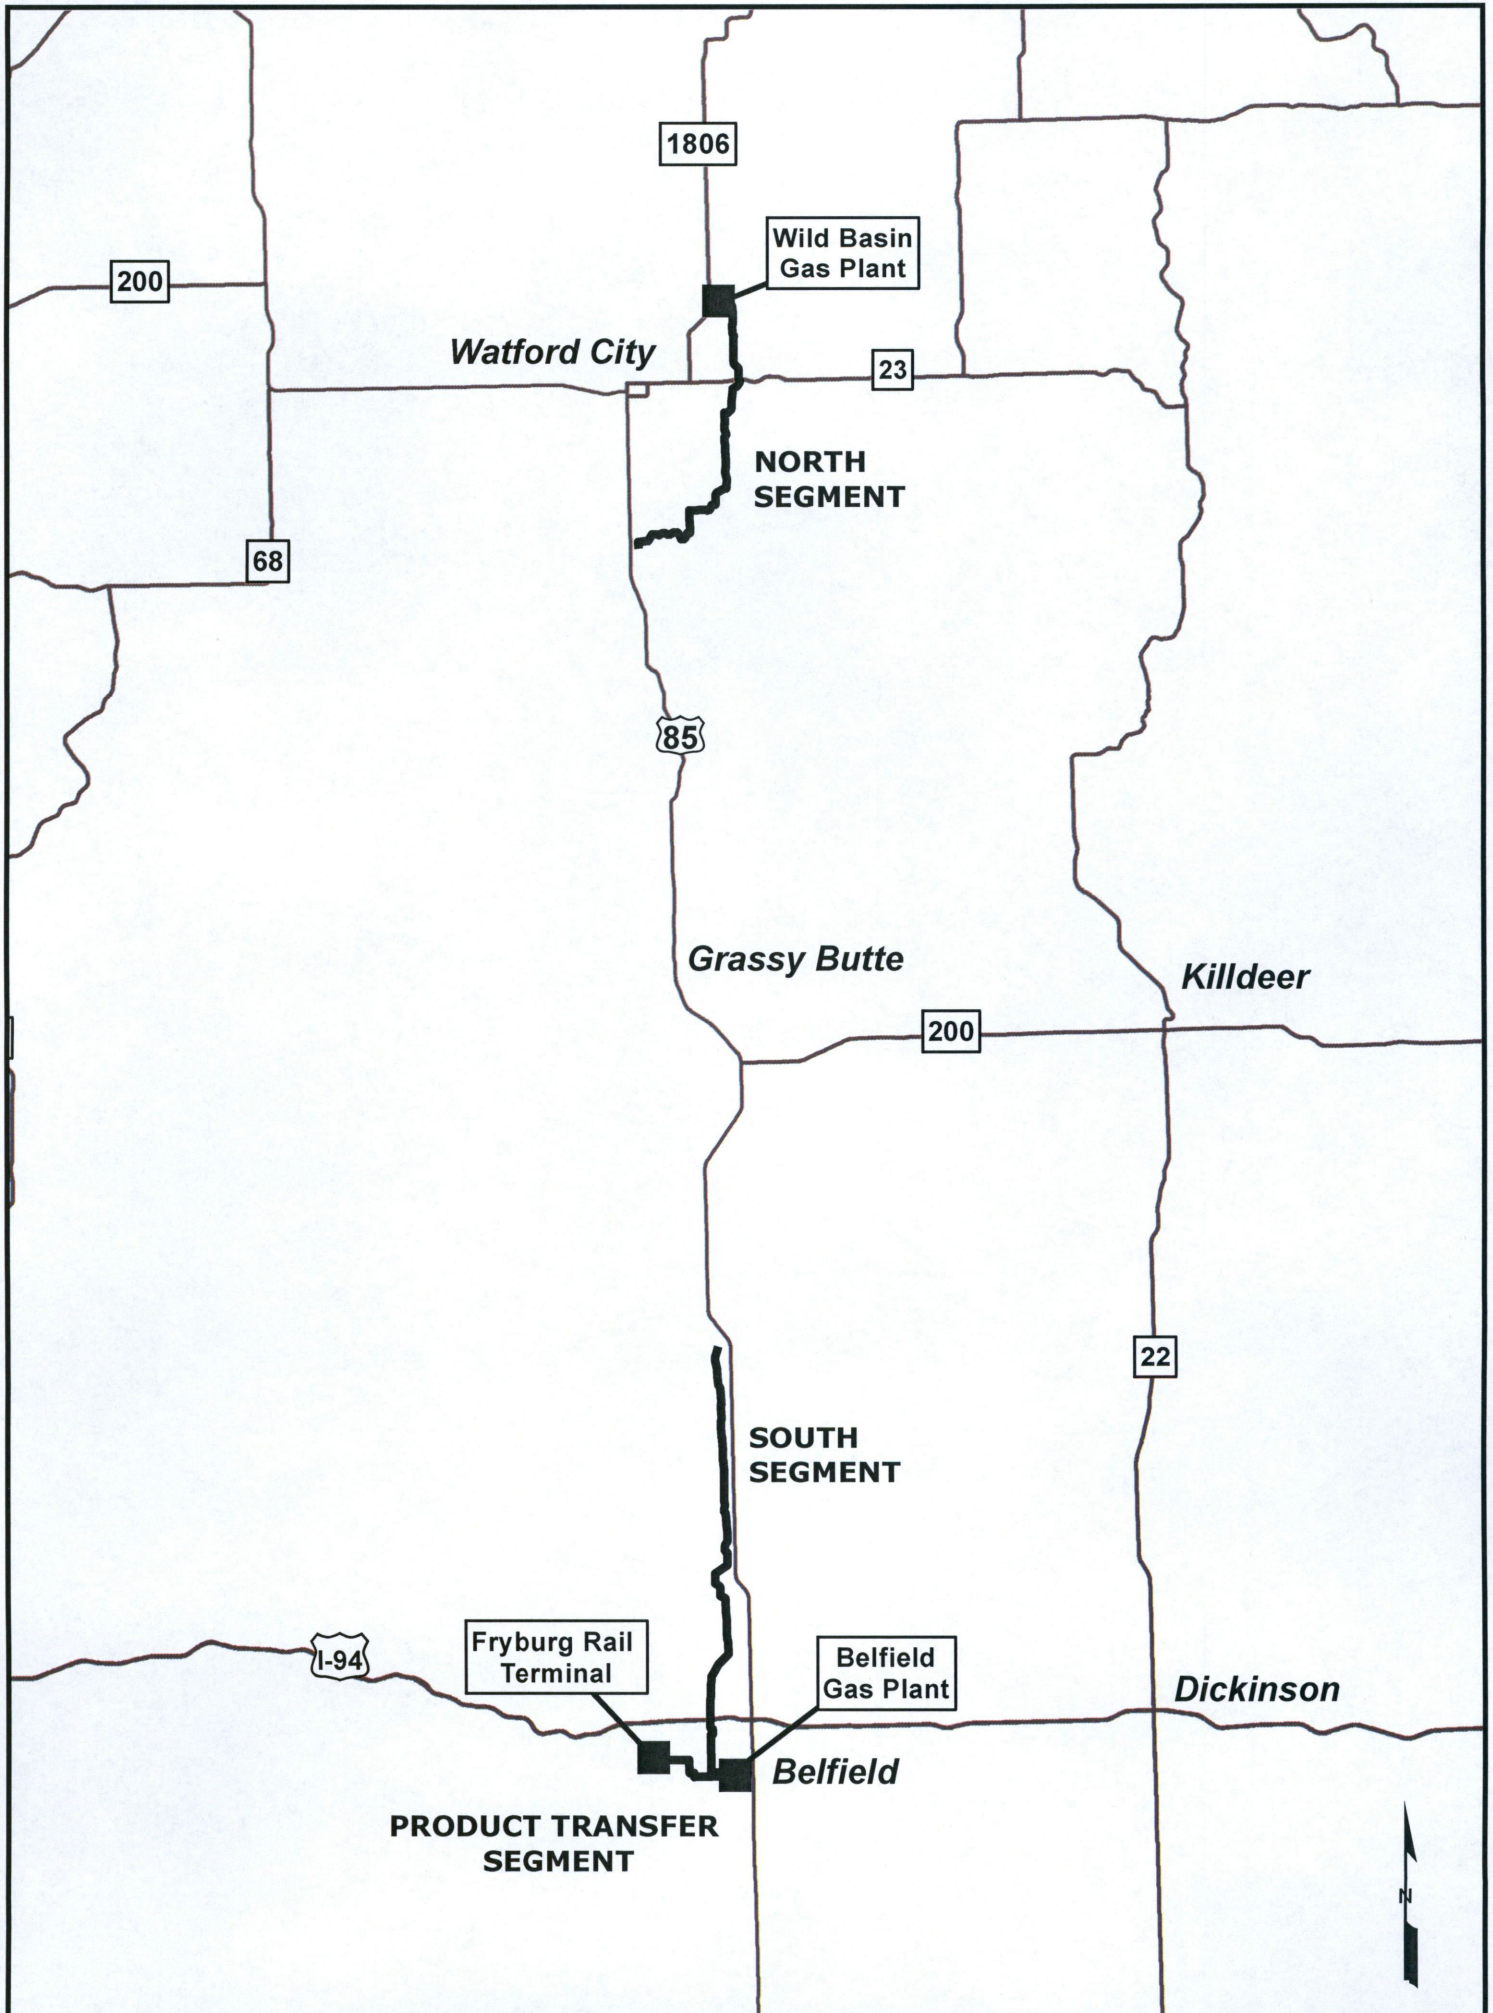 1806
Wild Basin
Gas Plant
200
Watford City
23
NORTH
SEGMENT
68
85
Grassy Butte
Killdeer
200
22
SOUTH
SEGMENT
Fryburg Rail
Terminal
I-94
Belfield
Gas Plant
Dickinson
Belfield
PRODUCT TRANSFER
SEGMENT
N